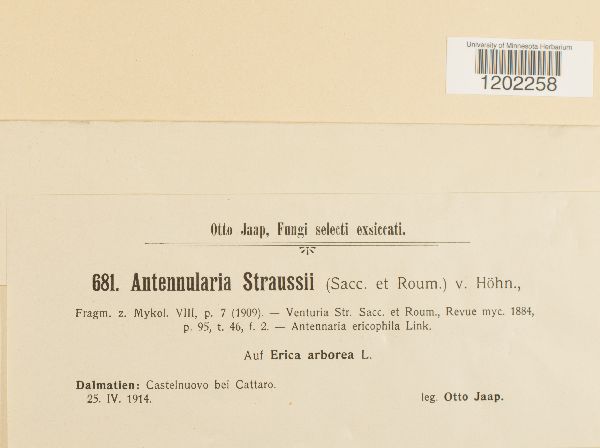 University of Minnesota Herbarium
1202258
Otto Jaap, Fungi selecti exsiccati.
681. Antennularia Straussii (Sacc. et Roum.) v. Höhn.,
Fragm. z. Mykol. VIII, p. 7 (1909). — Venturia Str. Sacc. et Roum., Revue myc. 1884,
p. 95, t. 46, f. 2. — Antennaria ericophila Link.
Auf Erica arborea L.
Dalmatien: Castelnuovo bei Cattaro.
25. IV. 1914. leg. Otto Jaap.